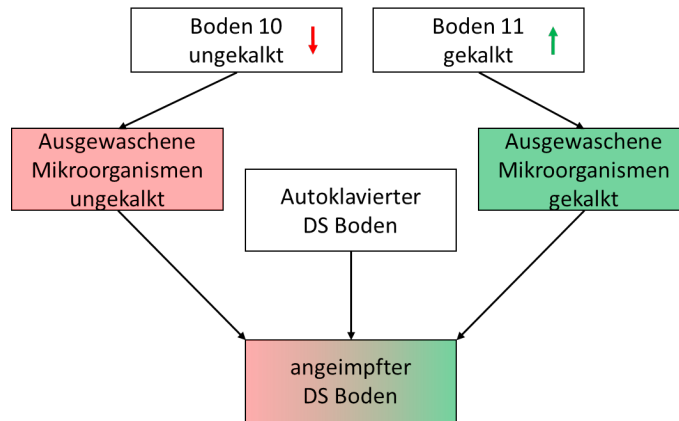 Boden 10
ungekalkt
Boden 11
gekalkt
Ausgewaschene
Mikroorganismen
ungekalkt
Autoklavierter
DS Boden
Ausgewaschene
Mikroorganismen
gekalkt
angeimpfter
DS Boden